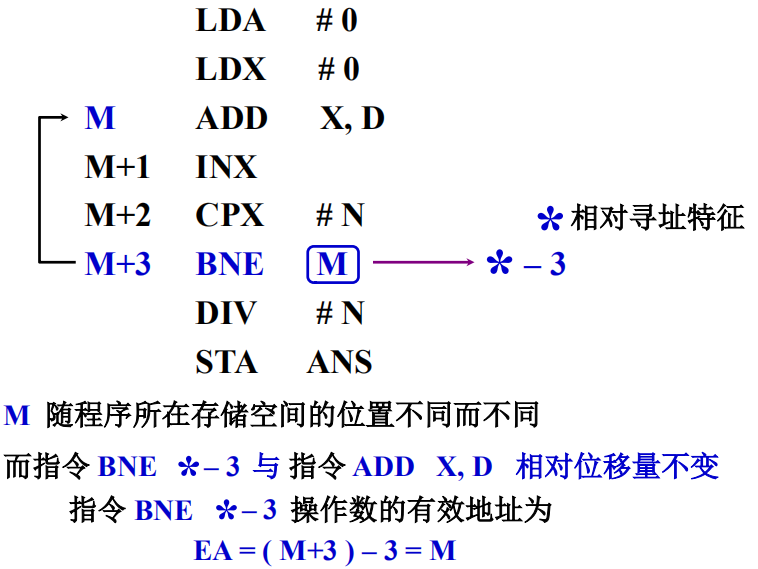 LDA # 0
LDX # 0
M ADD X, D
M+1 INX
M+2 CPX # N
* 相对寻址特征
M+3 BNE M * – 3
DIV # N
STA ANS
M 随程序所在存储空间的位置不同而不同
而指令 BNE * – 3 与 指令 ADD X, D 相对位移量不变
指令 BNE * – 3 操作数的有效地址为
EA = ( M+3 ) – 3 = M